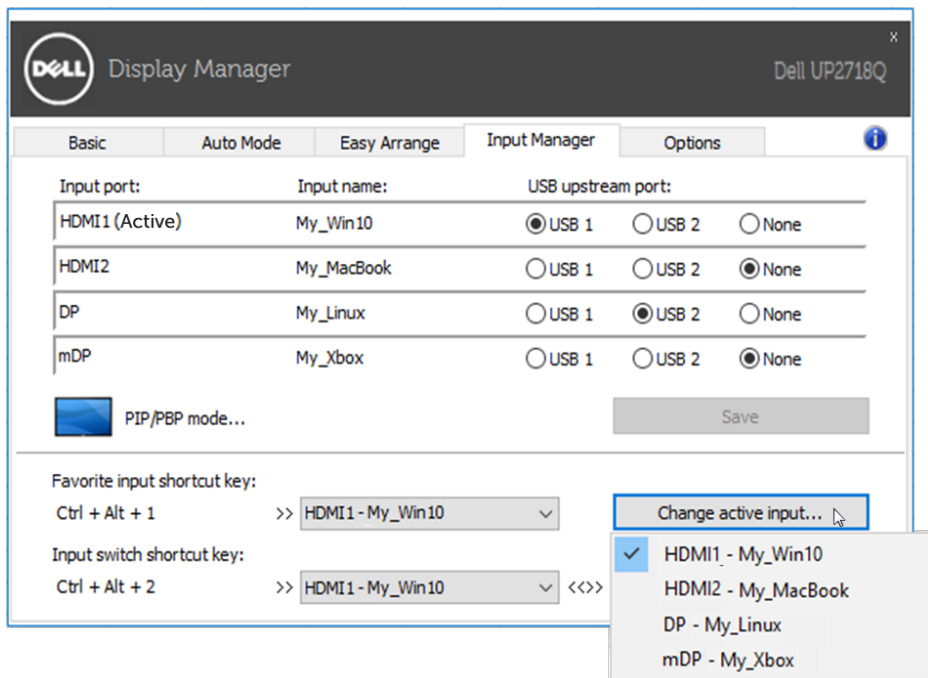 x
DELL Display Manager Dell UP2718Q
Basic Auto Mode Easy Arrange Input Manager Options i
Input port: Input name: USB upstream port:
HDMI1 (Active) My_Win10 USB 1 USB 2 None
HDMI2 My_MacBook USB 1 USB 2 None
DP My_Linux USB 1 USB 2 None
mDP My_Xbox USB 1 USB 2 None
PIP/PBP mode... Save
Favorite input shortcut key:
Ctrl + Alt + 1 >> HDMI1 - My_Win10 Change active input...
Input switch shortcut key:
Ctrl + Alt + 2 >> HDMI1 - My_Win10 <<>>
HDMI1 - My_Win10
HDMI2 - My_MacBook
DP - My_Linux
mDP - My_Xbox